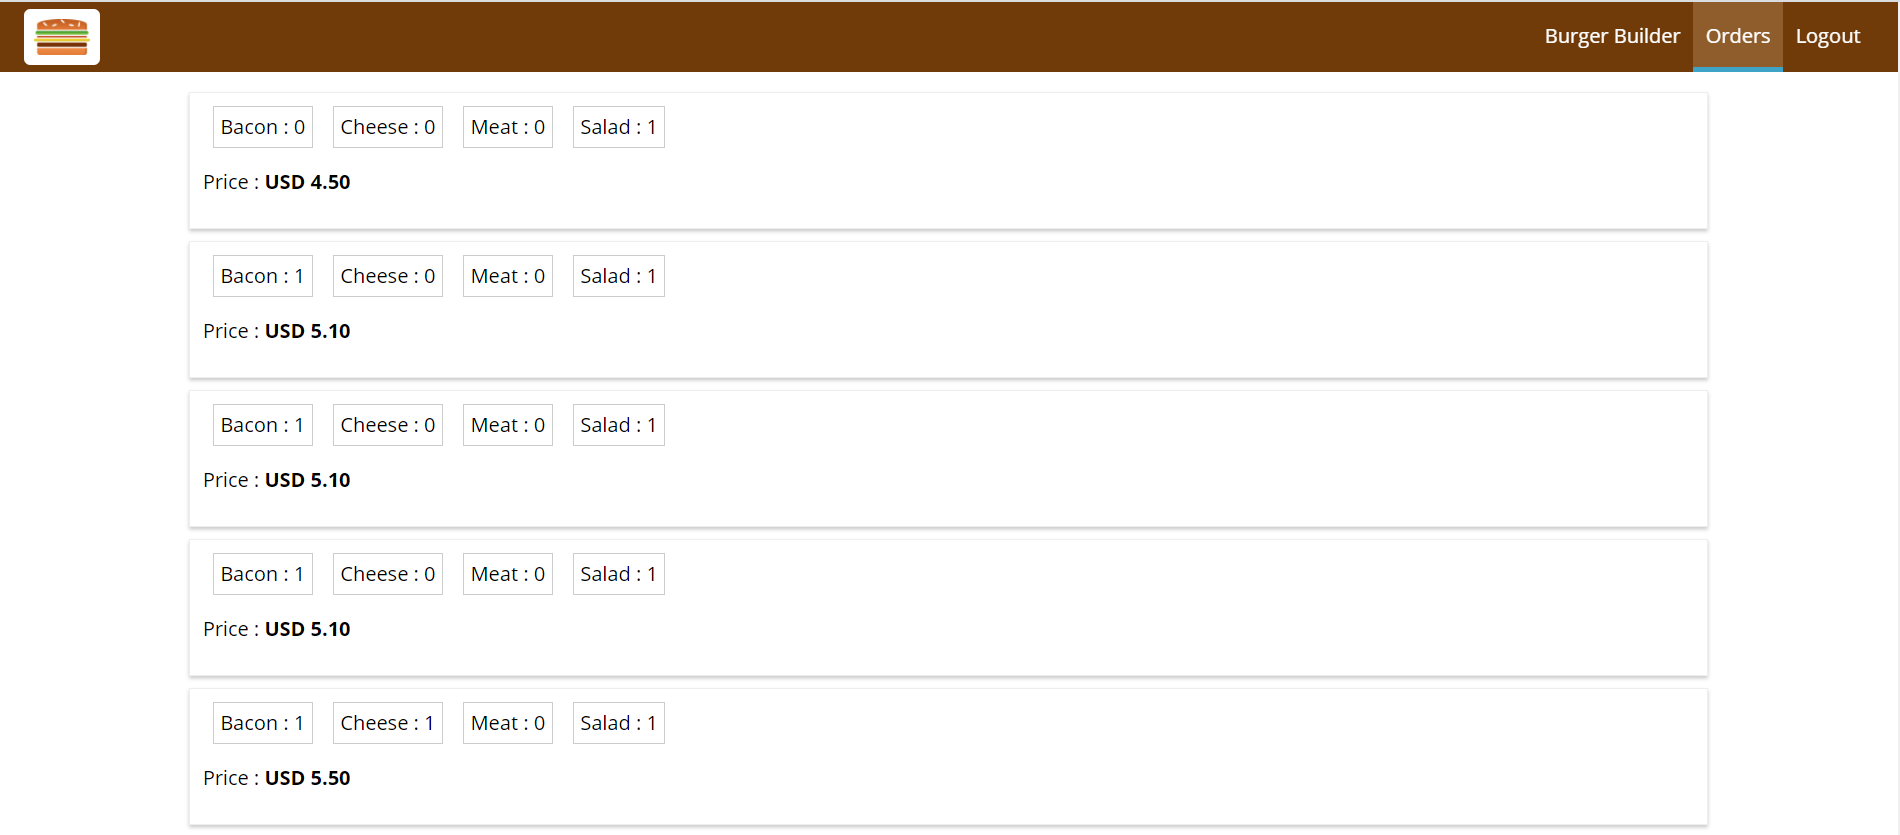 Burger Builder Orders Logout
Bacon : 0 Cheese : 0 Meat : 0 Salad : 1
Price : USD 4.50
Bacon : 1 Cheese : 0 Meat : 0 Salad : 1
Price : USD 5.10
Bacon : 1 Cheese : 0 Meat : 0 Salad : 1
Price : USD 5.10
Bacon : 1 Cheese : 0 Meat : 0 Salad : 1
Price : USD 5.10
Bacon : 1 Cheese : 1 Meat : 0 Salad : 1
Price : USD 5.50